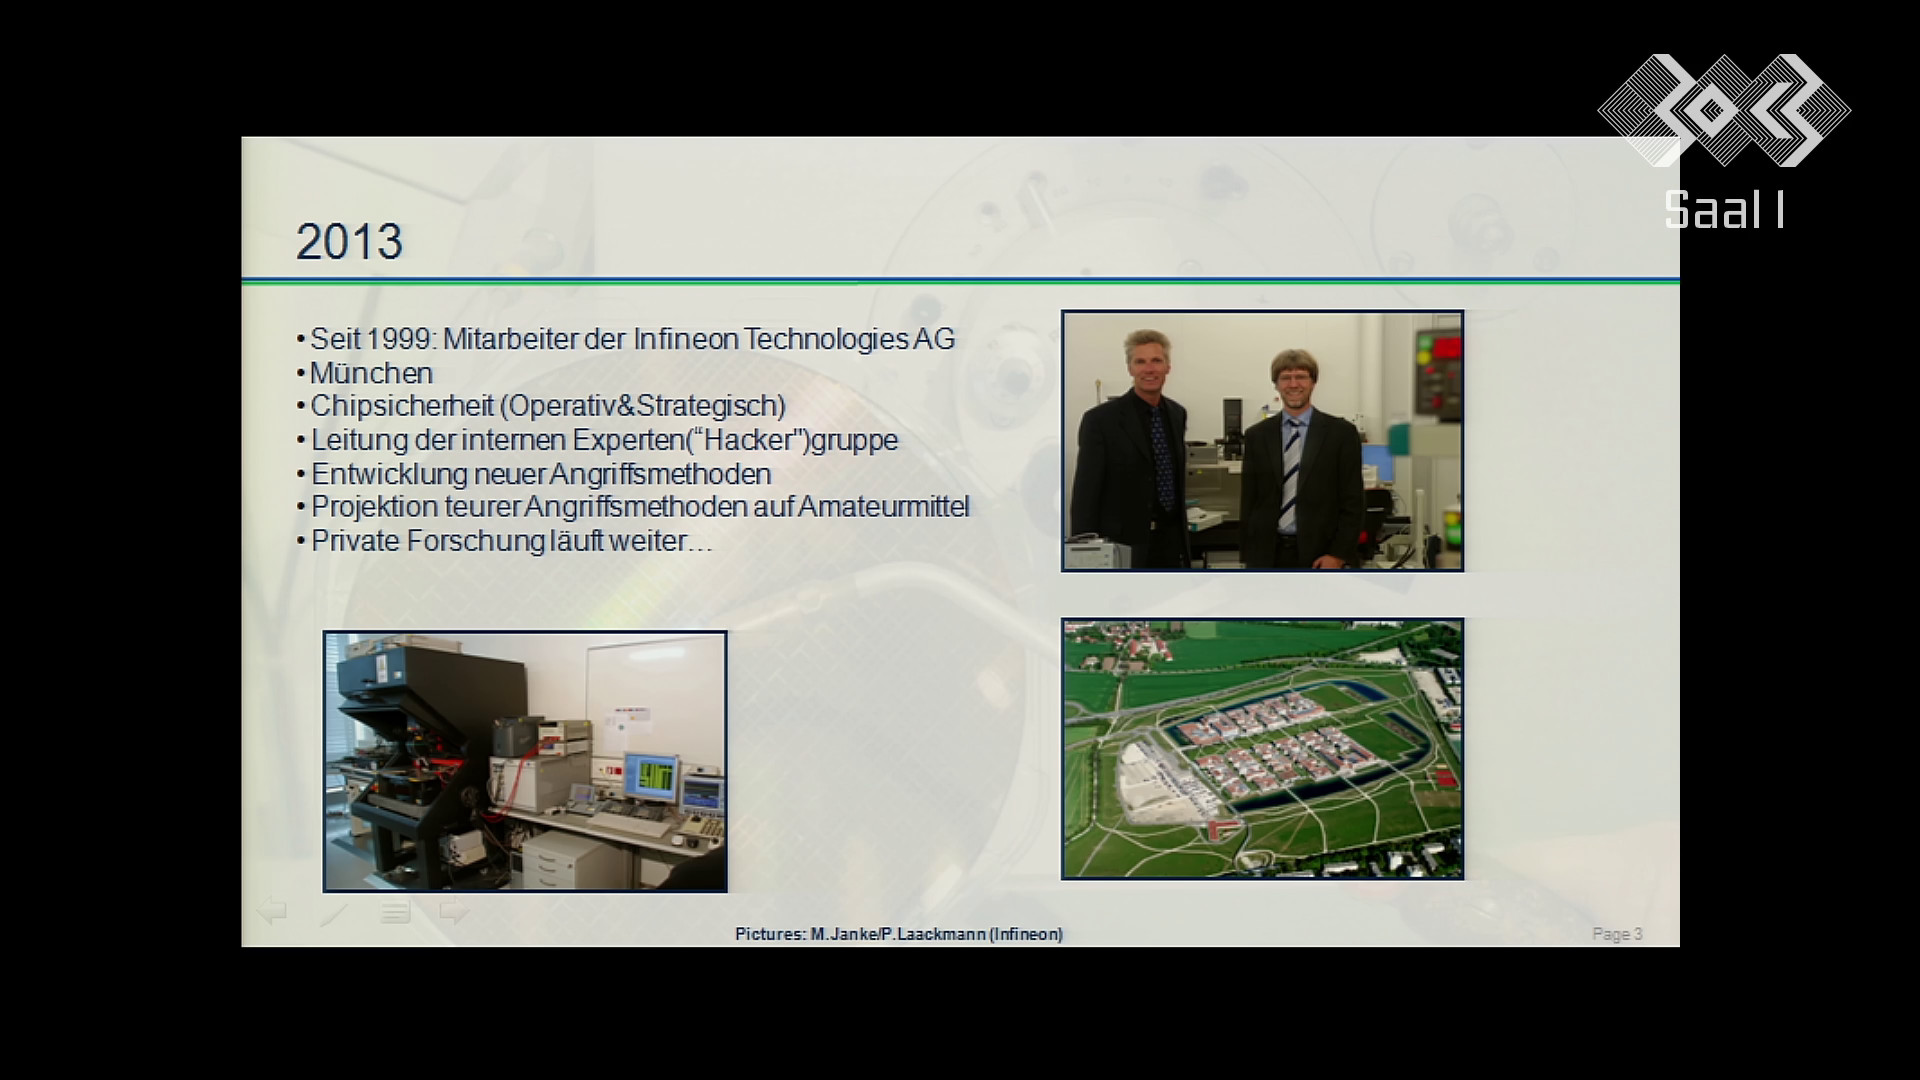 Saal 1
2013
• Seit 1999: Mitarbeiter der Infineon Technologies AG
• München
• Chipsicherheit (Operativ&Strategisch)
• Leitung der internen Experten(“Hacker")gruppe
• Entwicklung neuer Angriffsmethoden
• Projektion teurer Angriffsmethoden auf Amateurmittel
• Private Forschung läuft weiter…
Pictures: M.Janke/P.Laackmann (Infineon)
Page 3